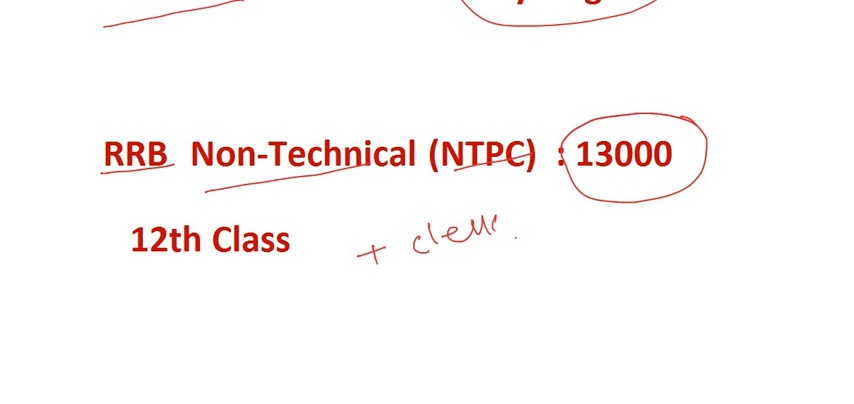 RRB Non-Technical (NTPC) : 13000
12th Class
+